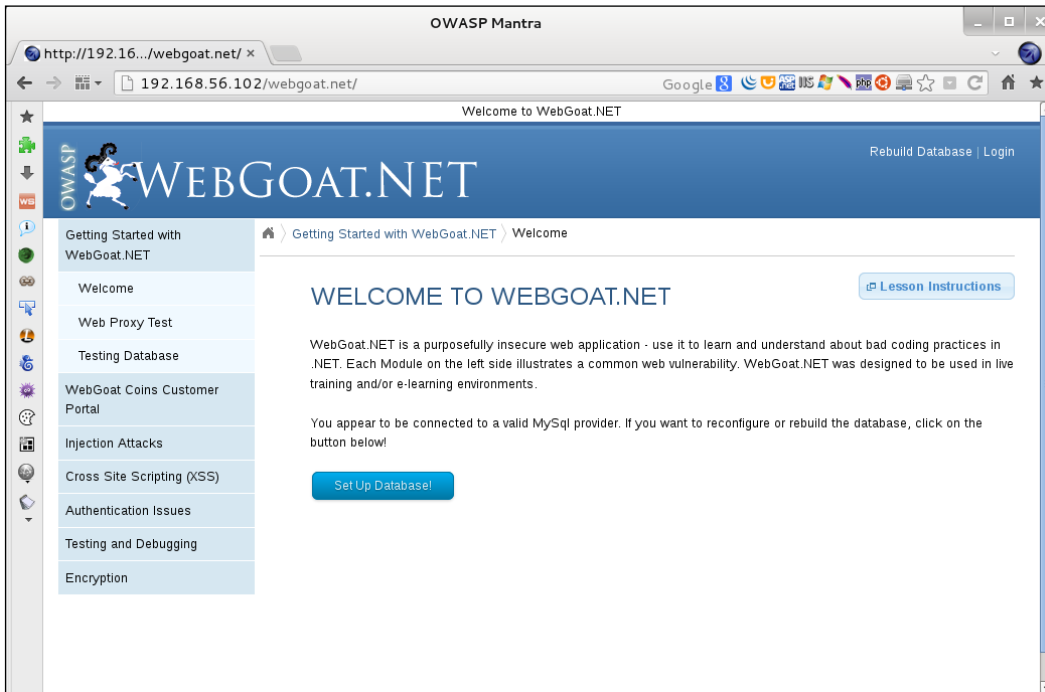 OWASP Mantra
http://192.16.../webgoat.net/ ×
192.168.56.102/webgoat.net/
Google
Welcome to WebGoat.NET
OWASP
WEBGOAT.NET
Rebuild Database | Login
Getting Started with
WebGoat.NET
Welcome
Web Proxy Test
Testing Database
WebGoat Coins Customer
Portal
Injection Attacks
Cross Site Scripting (XSS)
Authentication Issues
Testing and Debugging
Encryption
Getting Started with WebGoat.NET
Welcome
Lesson Instructions
WELCOME TO WEBGOAT.NET
WebGoat.NET is a purposefully insecure web application - use it to learn and understand about bad coding practices in
.NET. Each Module on the left side illustrates a common web vulnerability. WebGoat.NET was designed to be used in live
training and/or e-learning environments.
You appear to be connected to a valid MySql provider. If you want to reconfigure or rebuild the database, click on the
button below!
Set Up Database!